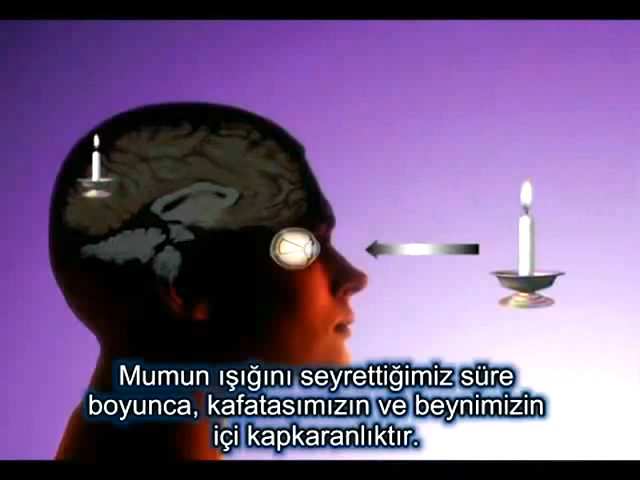 Mumun ışığını seyrettiğimiz süre
boyunca, kafatasımızın ve beynimizin
içi kapkaranlıktır.